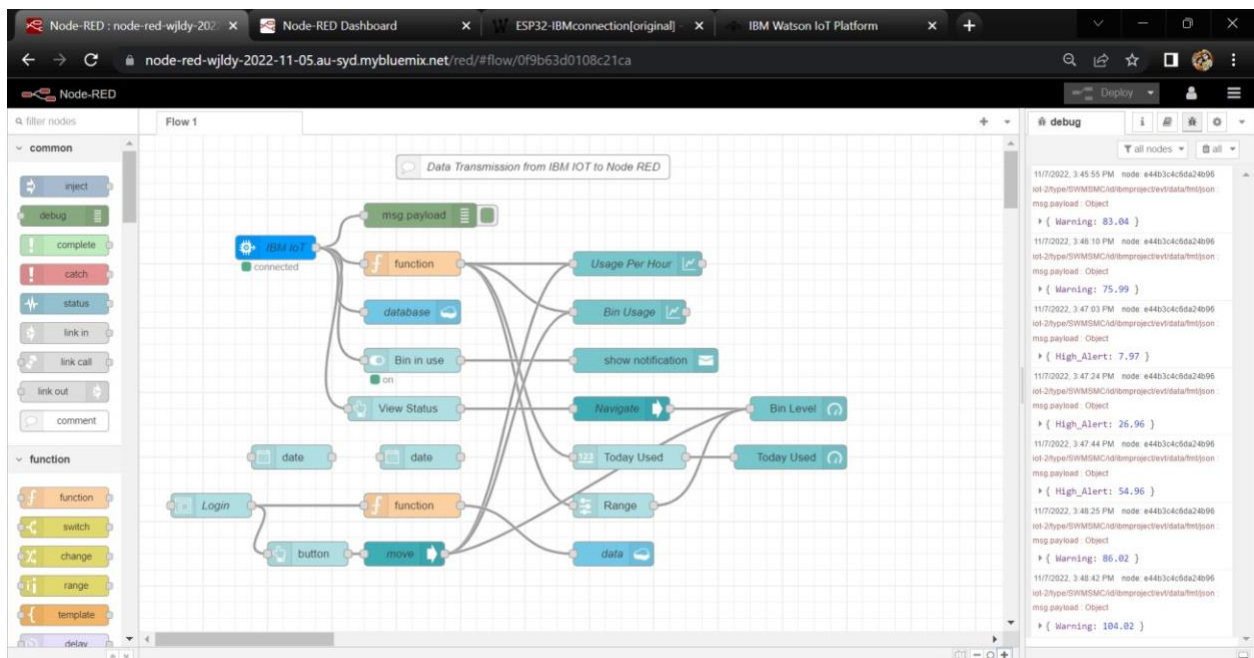 Node-RED : node-red-wjldy-202
Node-RED Dashboard
ESP32-IBMconnection[original] -
IBM Watson IoT Platform
node-red-wjldy-2022-11-05.au-syd.mybluemix.net/red/#flow/0f9b63d0108c21ca
Node-RED
Deploy
filter nodes
common
inject
debug
complete
catch
status
link in
link call
link out
comment
function
function
switch
change
range
template
delay
Flow 1
Data Transmission from IBM IOT to Node RED
msg.payload
IBM IoT
connected
function
Usage Per Hour
database
Bin Usage
Bin in use
on
show notification
View Status
Navigate
Bin Level
date
date
Today Used
Today Used
Login
function
Range
button
move
data
debug
all nodes
all
11/7/2022, 3:45:55 PM node: e44b3c4c6da24b96
iot-2/type/SWMSMC/id/ibmproject/evt/data/fmt/json :
msg.payload : Object
{ Warning: 83.04 }
11/7/2022, 3:46:10 PM node: e44b3c4c6da24b96
iot-2/type/SWMSMC/id/ibmproject/evt/data/fmt/json :
msg.payload : Object
{ Warning: 75.99 }
11/7/2022, 3:47:03 PM node: e44b3c4c6da24b96
iot-2/type/SWMSMC/id/ibmproject/evt/data/fmt/json :
msg.payload : Object
{ High_Alert: 7.97 }
11/7/2022, 3:47:24 PM node: e44b3c4c6da24b96
iot-2/type/SWMSMC/id/ibmproject/evt/data/fmt/json :
msg.payload : Object
{ High_Alert: 26.96 }
11/7/2022, 3:47:44 PM node: e44b3c4c6da24b96
iot-2/type/SWMSMC/id/ibmproject/evt/data/fmt/json :
msg.payload : Object
{ High_Alert: 54.96 }
11/7/2022, 3:48:25 PM node: e44b3c4c6da24b96
iot-2/type/SWMSMC/id/ibmproject/evt/data/fmt/json :
msg.payload : Object
{ Warning: 86.02 }
11/7/2022, 3:48:42 PM node: e44b3c4c6da24b96
iot-2/type/SWMSMC/id/ibmproject/evt/data/fmt/json :
msg.payload : Object
{ Warning: 104.02 }